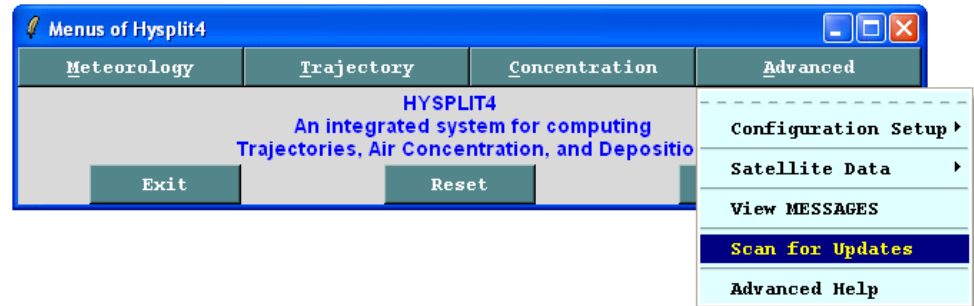 Menus of Hysplit4
Meteorology Trajectory Concentration Advanced
HYSPLIT4
An integrated system for computing
Trajectories, Air Concentration, and Depositio
Exit Reset
Configuration Setup
Satellite Data
View MESSAGES
Scan for Updates
Advanced Help